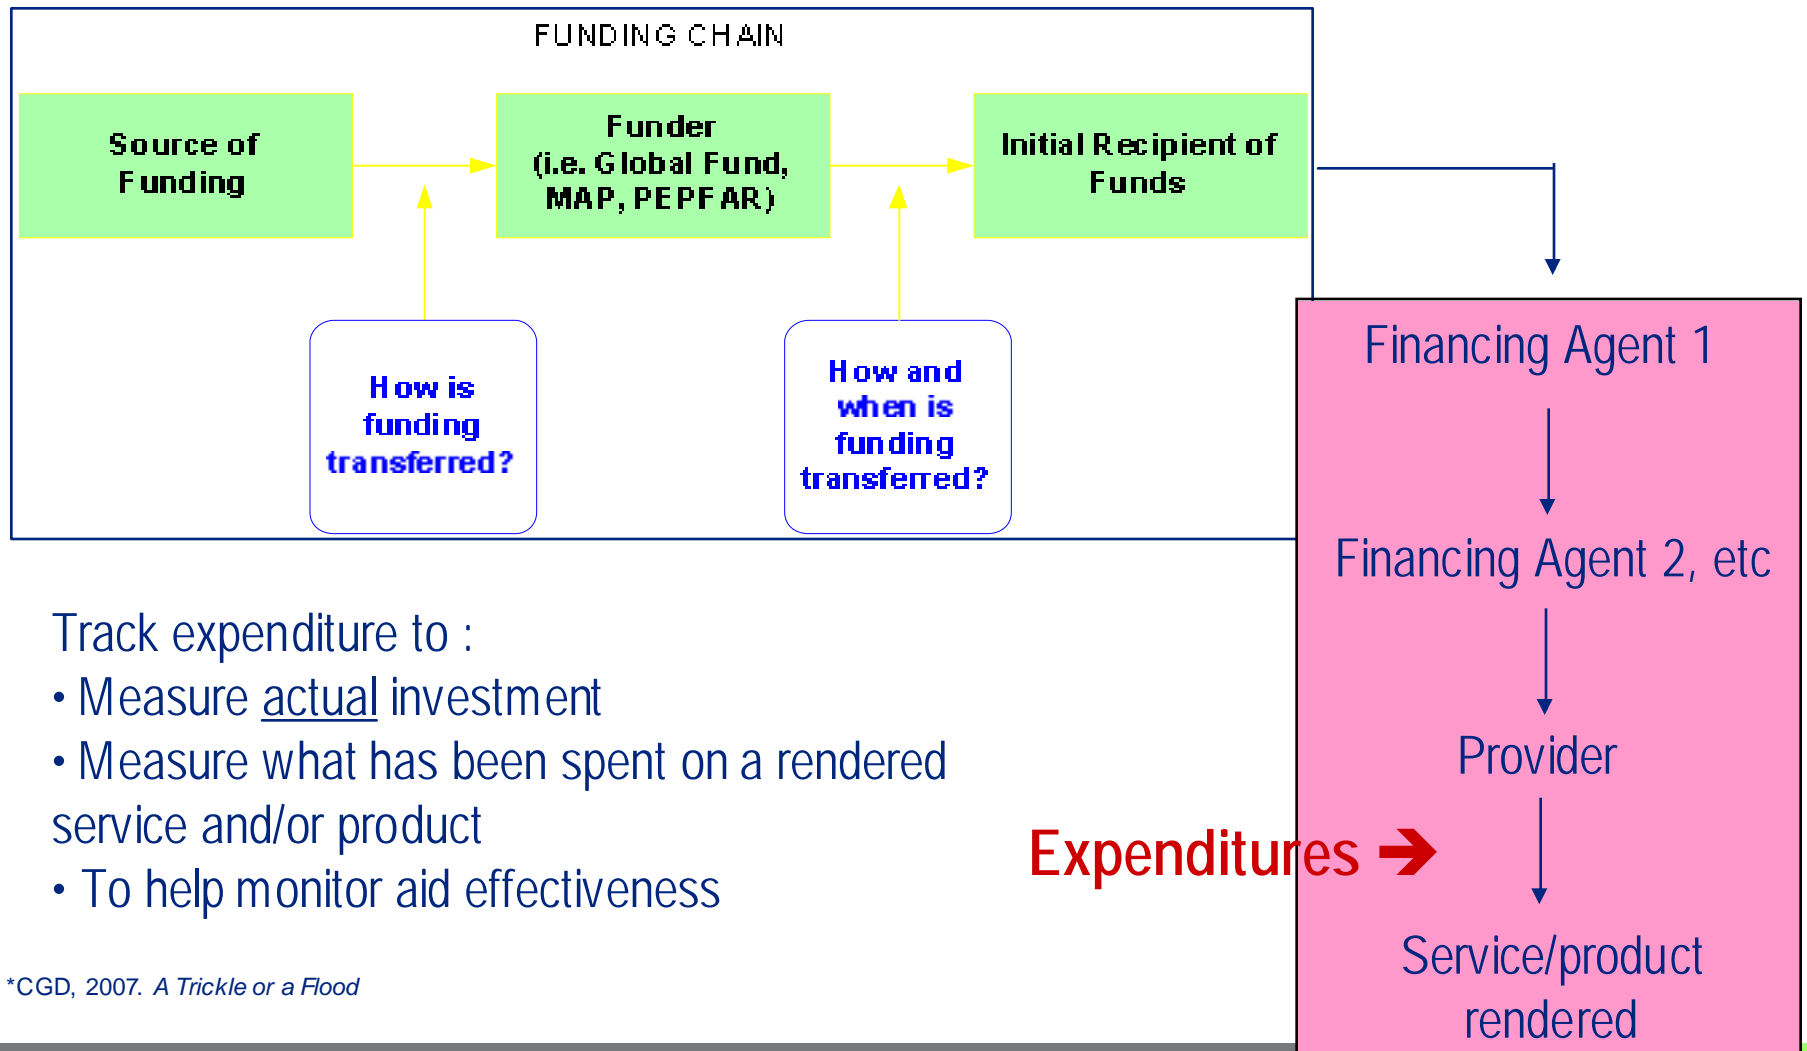 FUNDING CHAIN
Source of
Funding
Funder
(i.e. Global Fund,
MAP, PEPFAR)
Initial Recipient of
Funds
How is
funding
transferred?
How and
when is
funding
transferred?
Financing Agent 1
Financing Agent 2, etc
Provider
Service/product
rendered
Track expenditure to :
• Measure actual investment
• Measure what has been spent on a rendered
service and/or product
• To help monitor aid effectiveness
Expenditures ➔
*CGD, 2007. A Trickle or a Flood